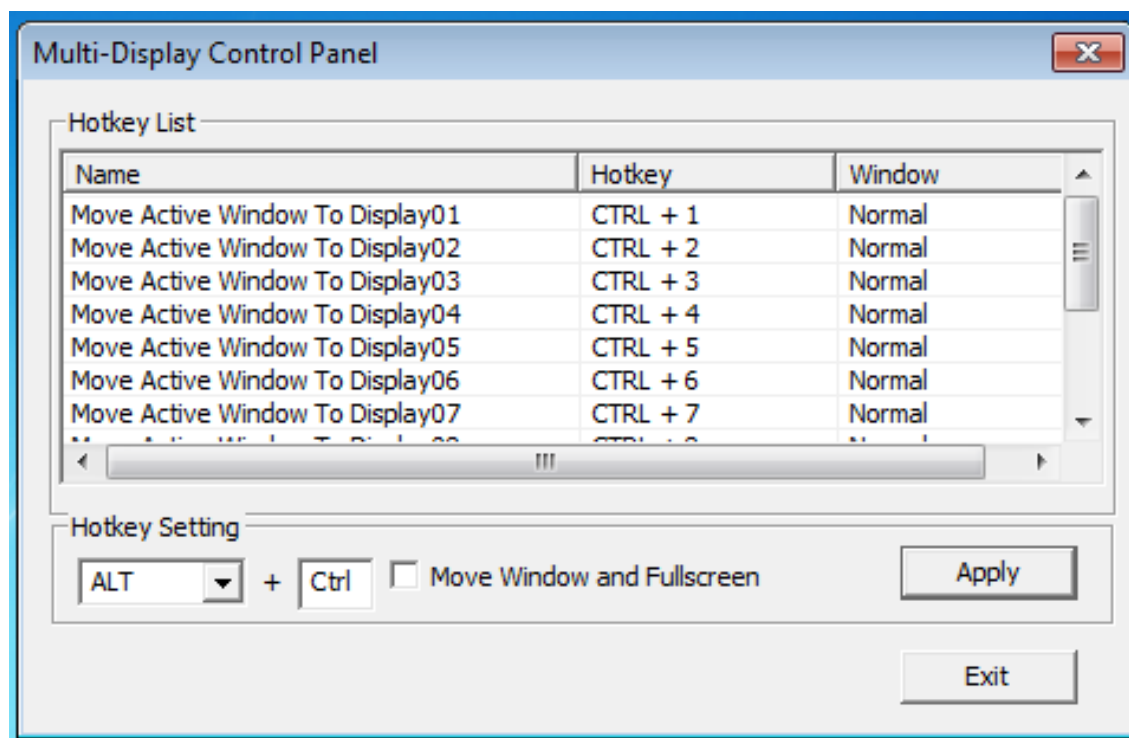 Multi-Display Control Panel
Hotkey List
Name Hotkey Window
Move Active Window To Display01 CTRL + 1 Normal
Move Active Window To Display02 CTRL + 2 Normal
Move Active Window To Display03 CTRL + 3 Normal
Move Active Window To Display04 CTRL + 4 Normal
Move Active Window To Display05 CTRL + 5 Normal
Move Active Window To Display06 CTRL + 6 Normal
Move Active Window To Display07 CTRL + 7 Normal
Hotkey Setting
ALT + Ctrl Move Window and Fullscreen Apply
Exit